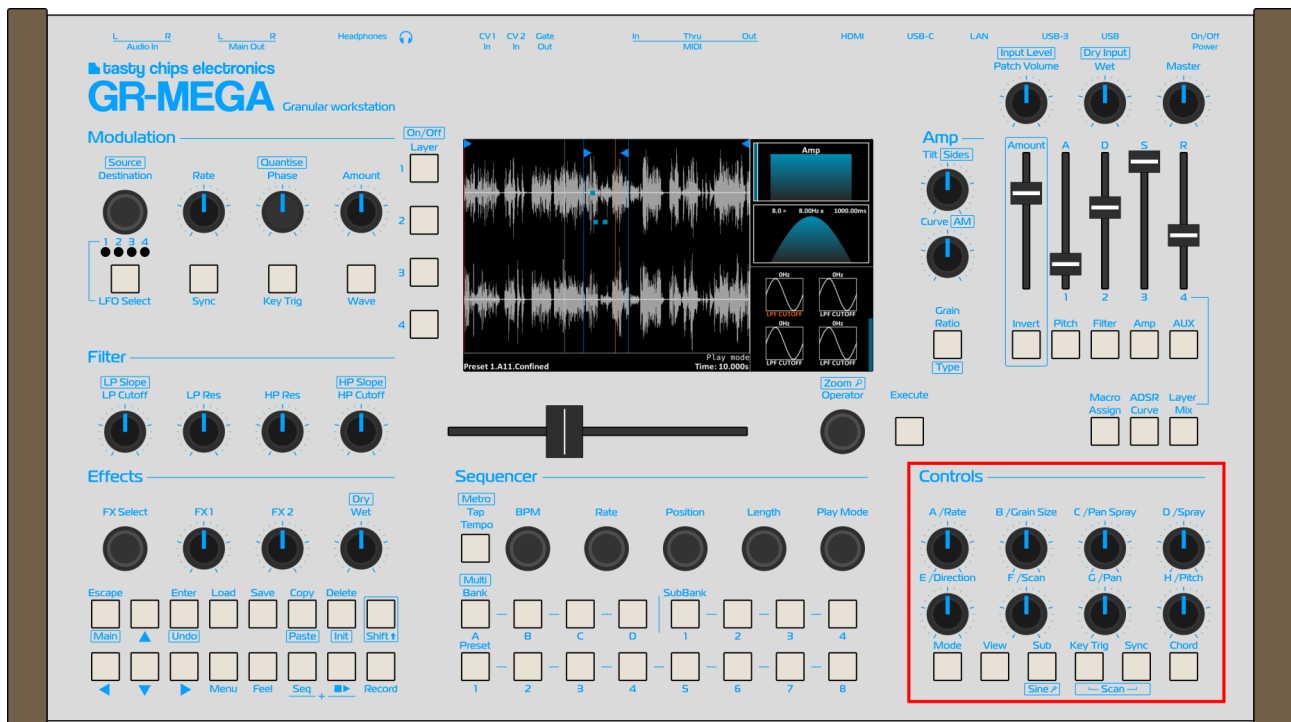 L R
Audio In
L R
Main Out
Headphones
CV 1 CV 2 Gate
In In Out
In Thru Out
MIDI
HDMI
USB-C
LAN
USB-3
USB
On/Off
Power
tasty chips electronics
GR-MEGA Granular workstation
Input Level
Patch Volume
Dry Input
Wet
Master
Modulation
Source
Destination
Rate
Quantise
Phase
Amount
1 2 3 4
LFO Select
Sync
Key Trig
Wave
On/Off
Layer
1
2
3
4
Amp
8.0 = 8.00Hz x 1000.00ms
0Hz 0Hz
LPF CUTOFF LPF CUTOFF
0Hz 0Hz
LPF CUTOFF LPF CUTOFF
Play mode
Preset 1.A11.Confined Time: 10.000s
Amp
Tilt Sides
Curve AM
Grain
Ratio
Type
Amount A D S R
1 2 3 4
Invert Pitch Filter Amp AUX
Macro
Assign
ADSR
Curve
Layer
Mix
Filter
LP Slope
LP Cutoff
LP Res
HP Res
HP Slope
HP Cutoff
Zoom
Operator
Execute
Effects
FX Select
FX 1
FX 2
Dry
Wet
Escape Enter Load Save Copy Delete
Main Undo Paste Init Shift
Menu Feel Seq + Record
Sequencer
Metro
Tap
Tempo
BPM
Rate
Position
Length
Play Mode
Multi
Bank
SubBank
A B C D 1 2 3 4
Preset
1 2 3 4 5 6 7 8
Controls
A /Rate B /Grain Size C /Pan Spray D /Spray
E /Direction F /Scan G /Pan H /Pitch
Mode View Sub Key Trig Sync Chord
Sine Scan